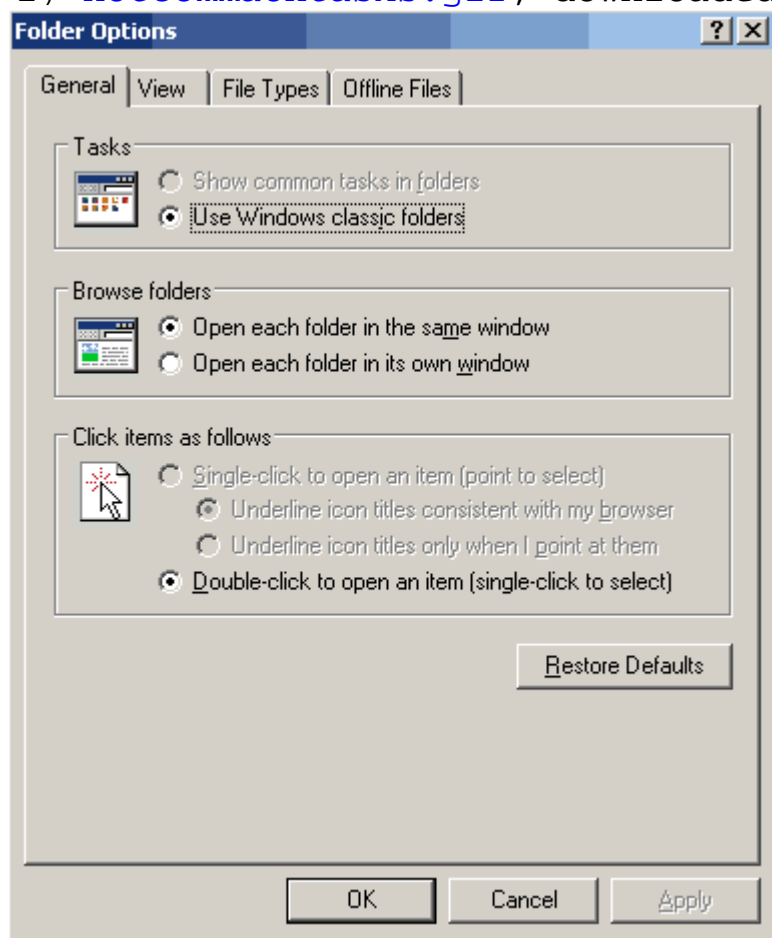 Folder Options
General View File Types Offline Files
Tasks
Show common tasks in folders
Use Windows classic folders
Browse folders
Open each folder in the same window
Open each folder in its own window
Click items as follows
Single-click to open an item (point to select)
Underline icon titles consistent with my browser
Underline icon titles only when I point at them
Double-click to open an item (single-click to select)
Restore Defaults
OK Cancel Apply